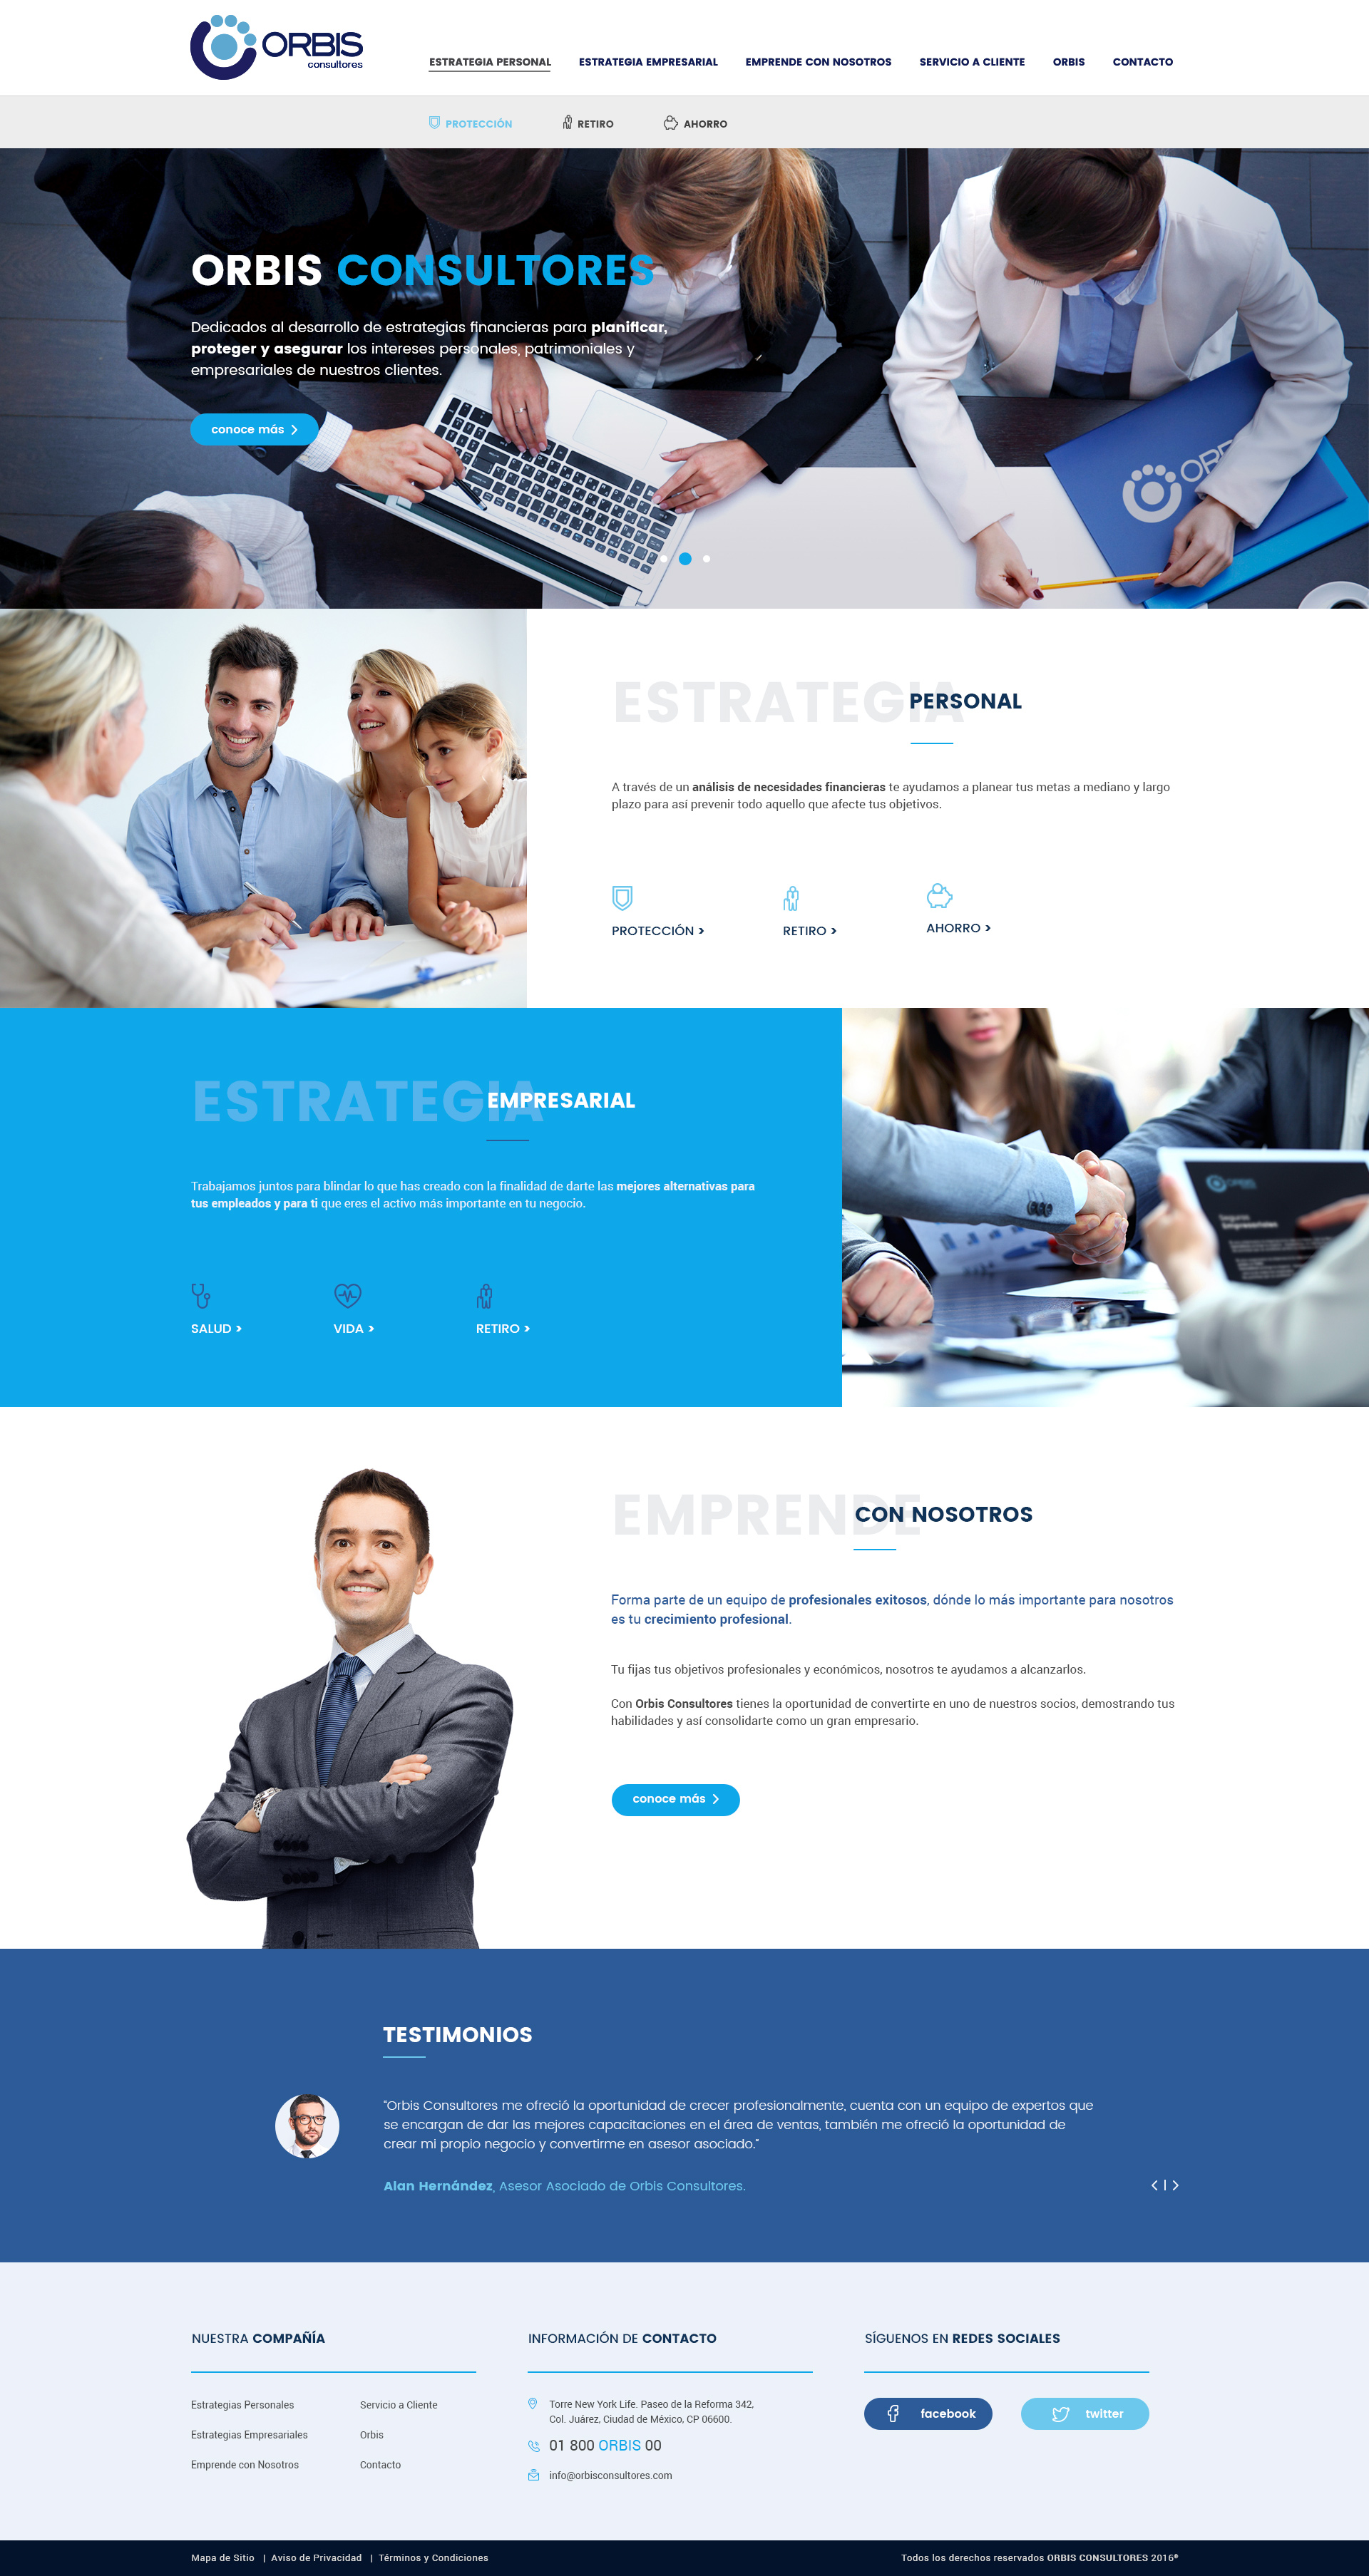 ORBIS
consultores
ESTRATEGIA PERSONAL ESTRATEGIA EMPRESARIAL EMPRENDE CON NOSOTROS SERVICIO A CLIENTE ORBIS CONTACTO
PROTECCIÓN RETIRO AHORRO
ORBIS CONSULTORES
Dedicados al desarrollo de estrategias financieras para planificar,
proteger y asegurar los intereses personales, patrimoniales y
empresariales de nuestros clientes.
conoce más >
ESTRATEGIA PERSONAL
A través de un análisis de necesidades financieras te ayudamos a planear tus metas a mediano y largo
plazo para así prevenir todo aquello que afecte tus objetivos.
PROTECCIÓN > RETIRO > AHORRO >
ESTRATEGIA EMPRESARIAL
Trabajamos juntos para blindar lo que has creado con la finalidad de darte las mejores alternativas para
tus empleados y para ti que eres el activo más importante en tu negocio.
SALUD > VIDA > RETIRO >
ORBIS
Seguros
Empresariales
EMPRENDE CON NOSOTROS
Forma parte de un equipo de profesionales exitosos, dónde lo más importante para nosotros
es tu crecimiento profesional.
Tu fijas tus objetivos profesionales y económicos, nosotros te ayudamos a alcanzarlos.
Con Orbis Consultores tienes la oportunidad de convertirte en uno de nuestros socios, demostrando tus
habilidades y así consolidarte como un gran empresario.
conoce más >
TESTIMONIOS
"Orbis Consultores me ofreció la oportunidad de crecer profesionalmente, cuenta con un equipo de expertos que
se encargan de dar las mejores capacitaciones en el área de ventas, también me ofreció la oportunidad de
crear mi propio negocio y convertirme en asesor asociado."
Alan Hernández, Asesor Asociado de Orbis Consultores.
< | >
NUESTRA COMPAÑÍA
Estrategias Personales Servicio a Cliente
Estrategias Empresariales Orbis
Emprende con Nosotros Contacto
INFORMACIÓN DE CONTACTO
Torre New York Life. Paseo de la Reforma 342,
Col. Juárez, Ciudad de México, CP 06600.
01 800 ORBIS 00
info@orbisconsultores.com
SÍGUENOS EN REDES SOCIALES
facebook twitter
Mapa de Sitio | Aviso de Privacidad | Términos y Condiciones
Todos los derechos reservados ORBIS CONSULTORES 2016®